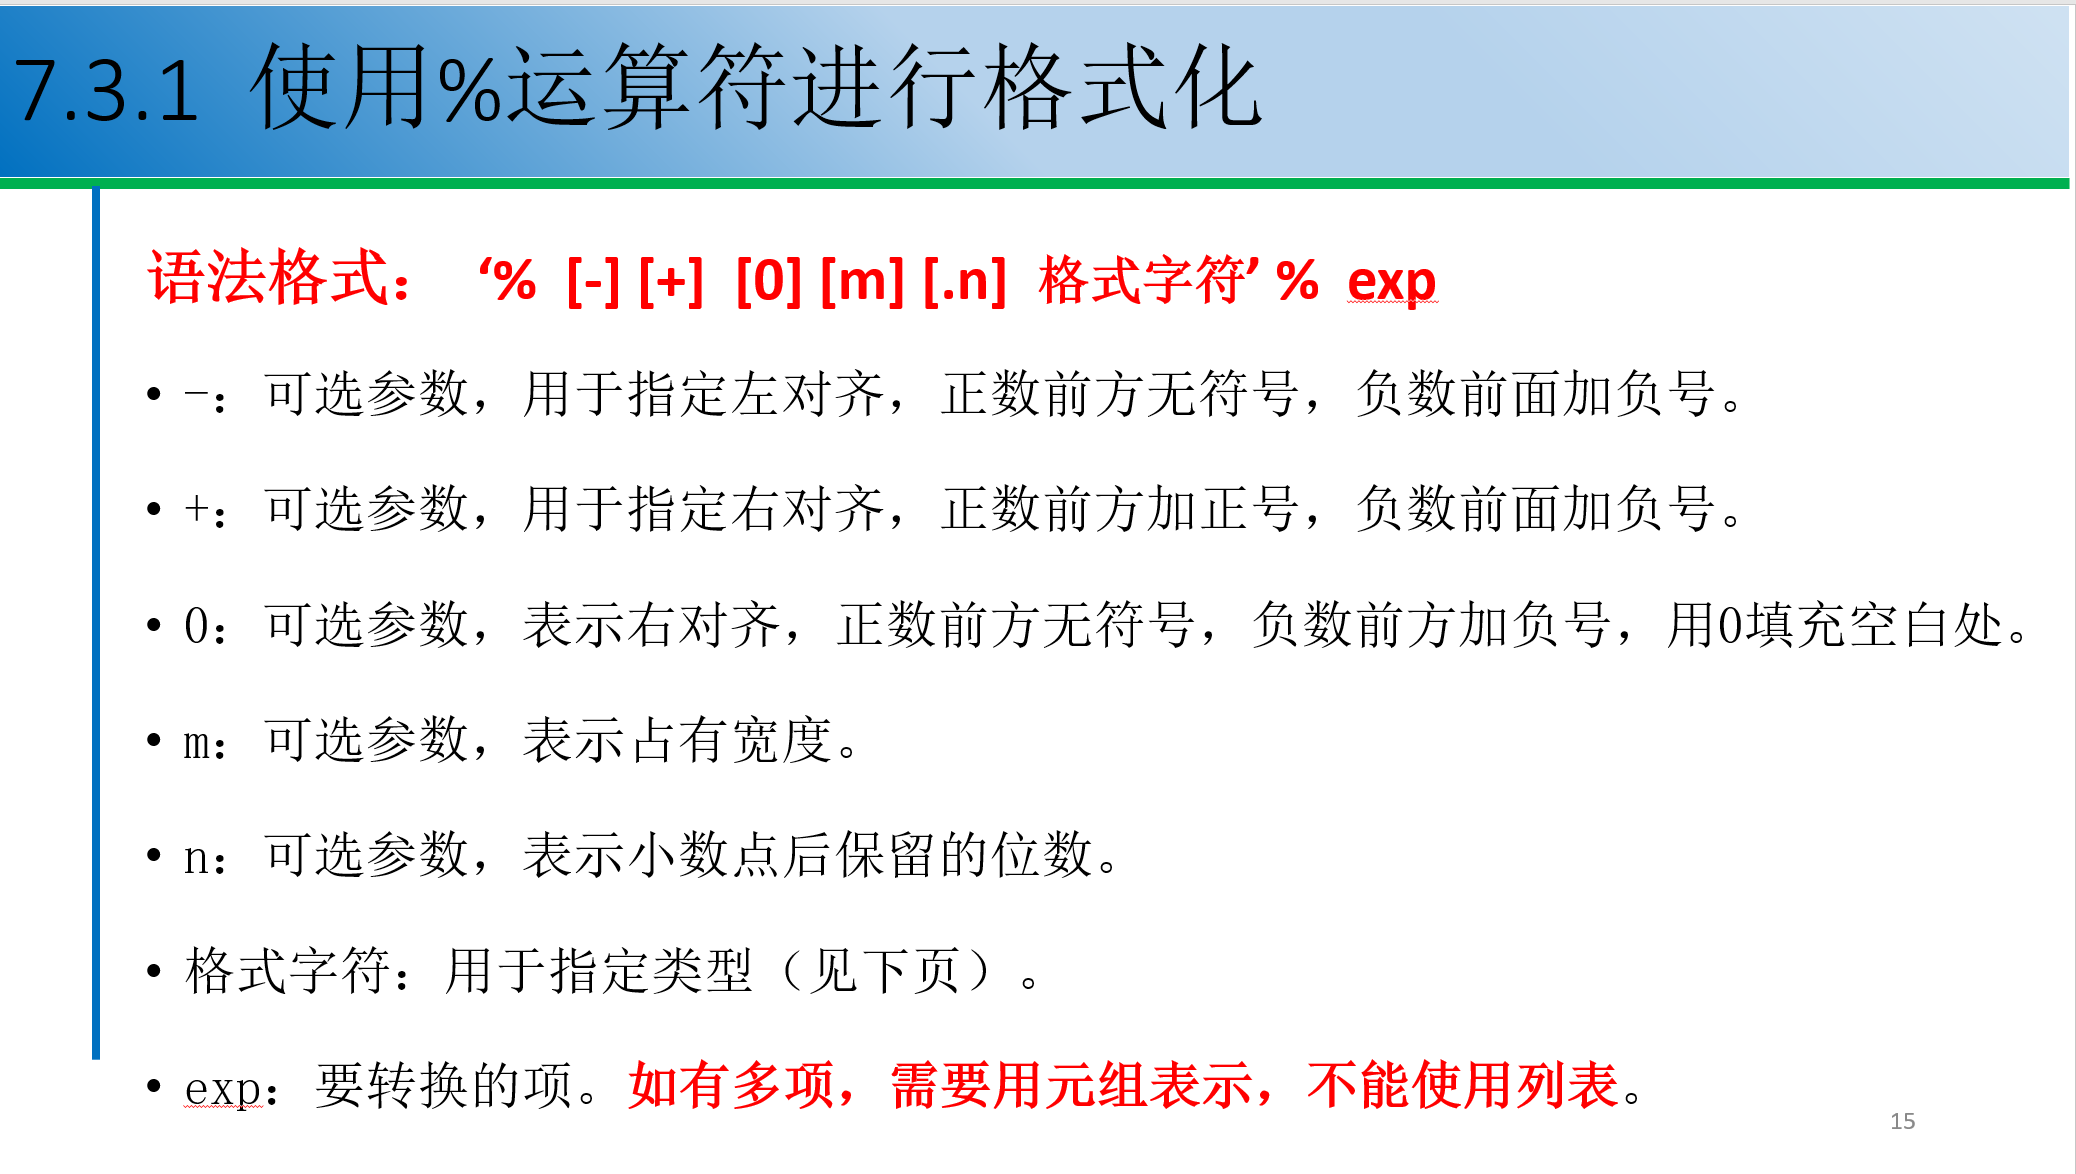 7.3.1 使用%运算符进行格式化
语法格式： ‘% [-] [+] [0] [m] [.n] 格式字符’ % exp
• -：可选参数，用于指定左对齐，正数前方无符号，负数前面加负号。
• +：可选参数，用于指定右对齐，正数前方加正号，负数前面加负号。
• 0：可选参数，表示右对齐，正数前方无符号，负数前方加负号，用0填充空白处。
• m：可选参数，表示占有宽度。
• n：可选参数，表示小数点后保留的位数。
• 格式字符：用于指定类型（见下页）。
• exp：要转换的项。如有多项，需要用元组表示，不能使用列表。
15